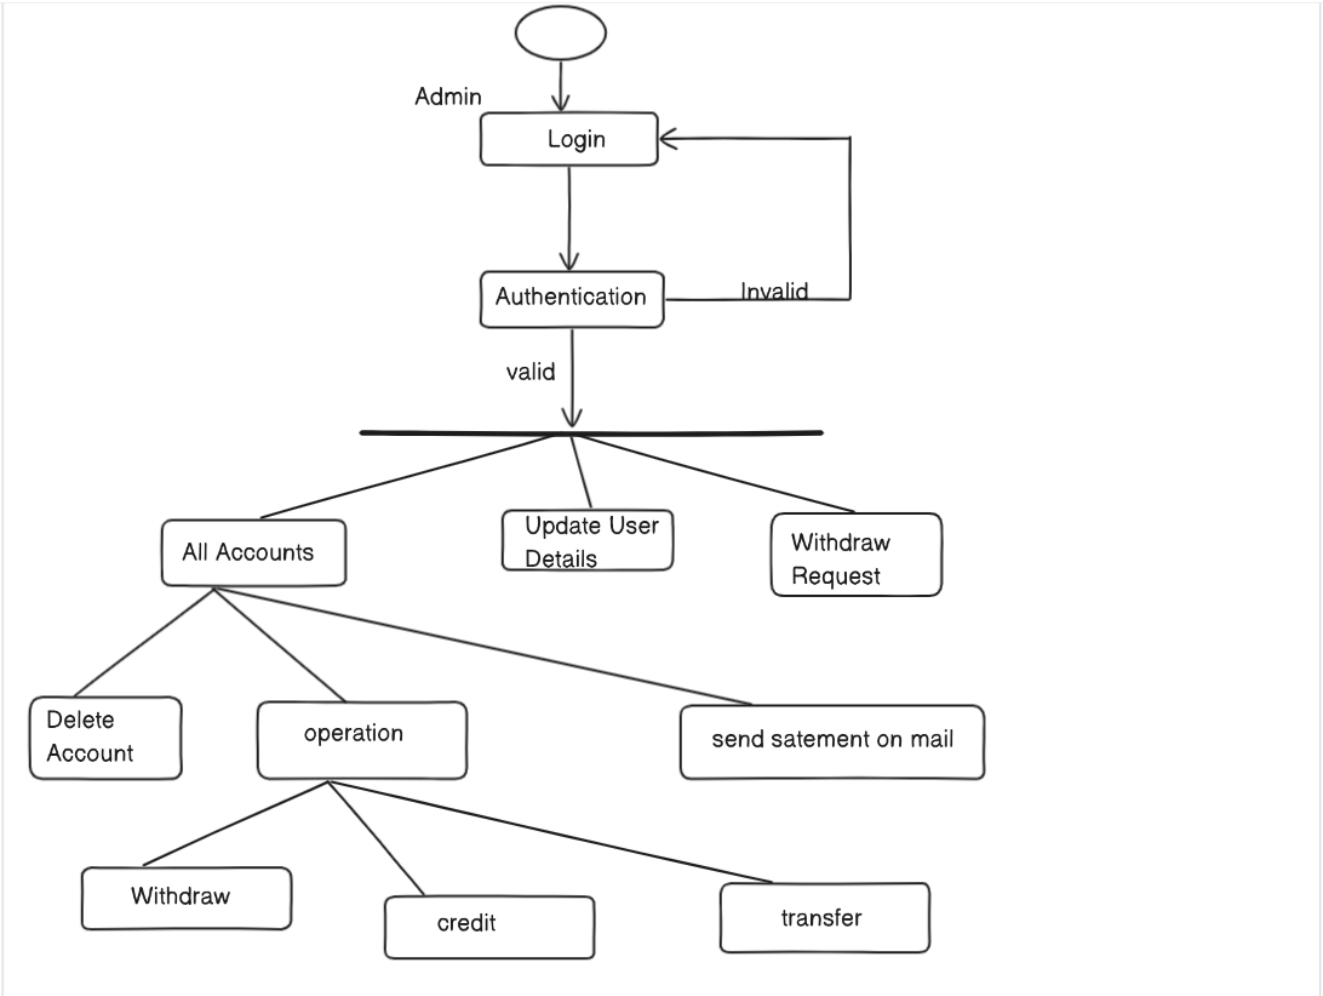 Admin
Login
Authentication
Invalid
valid
All Accounts
Update User
Details
Withdraw
Request
Delete
Account
operation
send satement on mail
Withdraw
credit
transfer